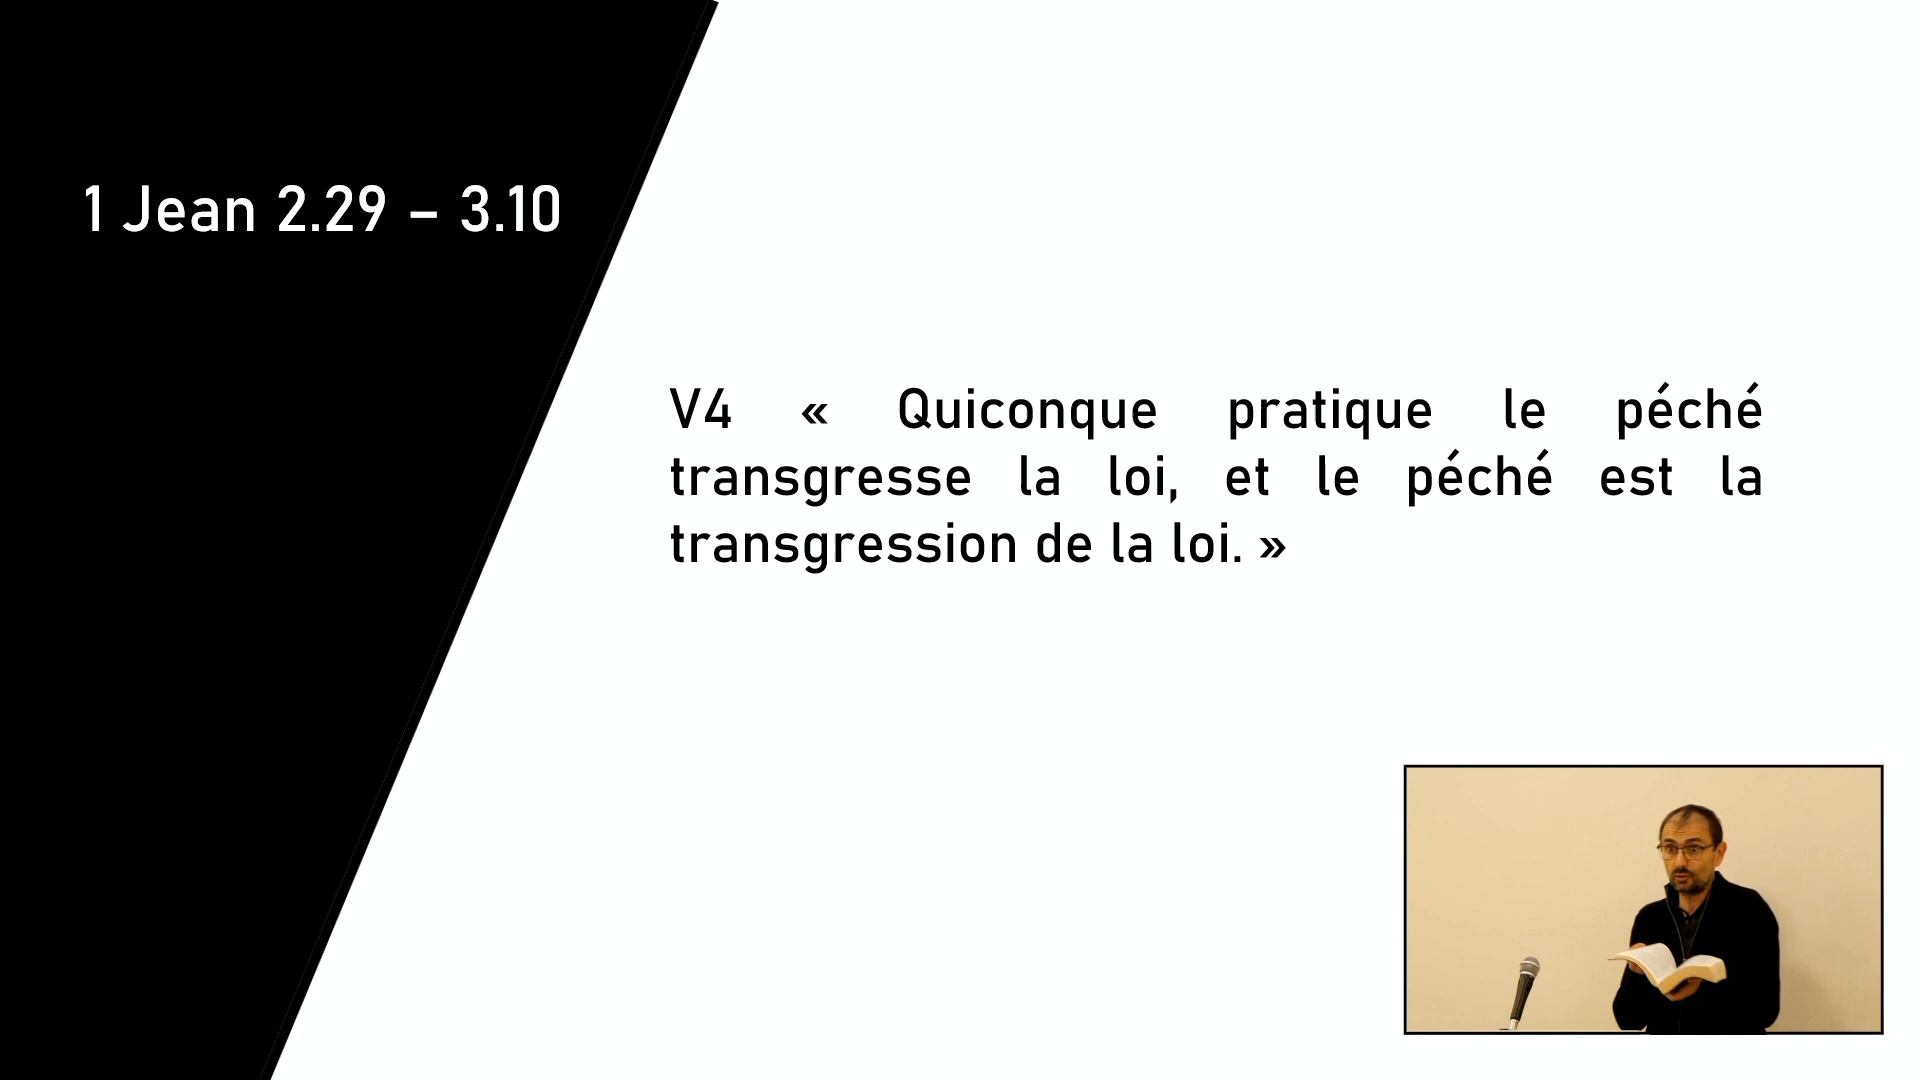 1 Jean 2.29 – 3.10
V4 « Quiconque pratique le péché
transgresse la loi, et le péché est la
transgression de la loi. »